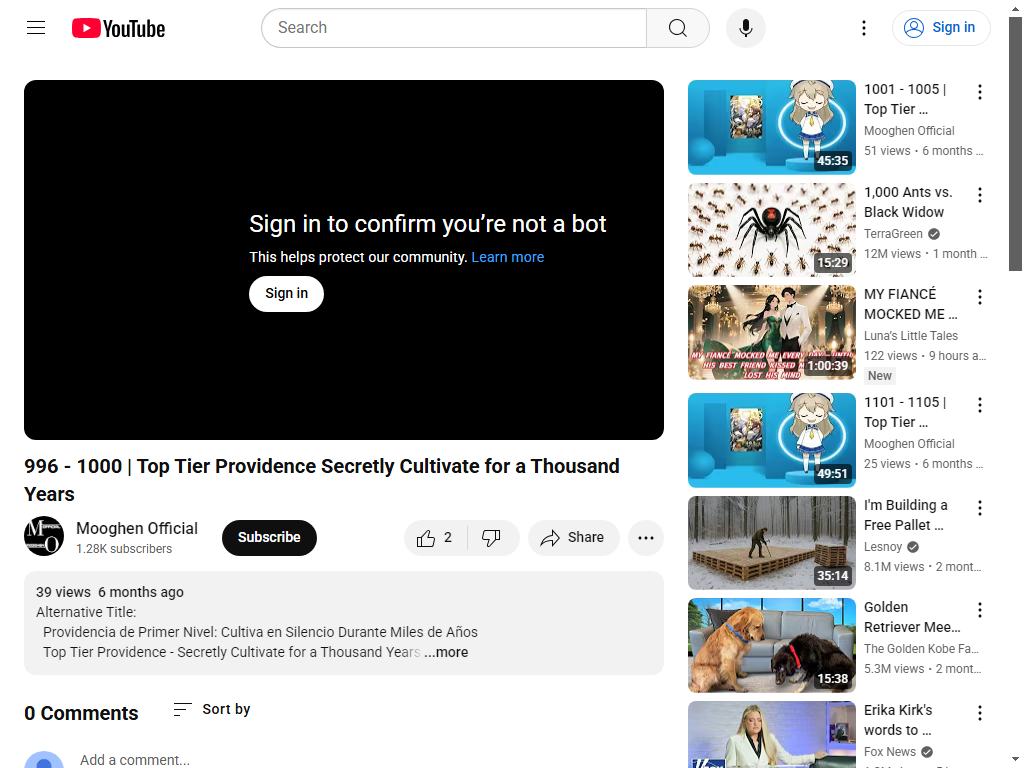 YouTube
Search
Sign in
Sign in to confirm you’re not a bot
This helps protect our community. Learn more
Sign in
996 - 1000 | Top Tier Providence Secretly Cultivate for a Thousand
Years
Mooghen Official
1.28K subscribers
Subscribe
2
Share
39 views 6 months ago
Alternative Title:
Providencia de Primer Nivel: Cultiva en Silencio Durante Miles de Años
Top Tier Providence - Secretly Cultivate for a Thousand Years ...more
0 Comments
Sort by
Add a comment...
45:35
1001 - 1005 |
Top Tier ...
Mooghen Official
51 views • 6 months ...
15:29
1,000 Ants vs.
Black Widow
TerraGreen
12M views • 1 month ...
MY FIANCÉ MOCKED ME EVERY DAY UNTIL
HIS BEST FRIEND KISSED M
LOST HIS MIND
1:00:39
MY FIANCÉ
MOCKED ME ...
Luna’s Little Tales
122 views • 9 hours a...
New
49:51
1101 - 1105 |
Top Tier ...
Mooghen Official
25 views • 6 months ...
35:14
I'm Building a
Free Pallet ...
Lesnoy
8.1M views • 2 mont...
15:38
Golden
Retriever Mee...
The Golden Kobe Fa...
5.3M views • 2 mont...
Erika Kirk's
words to ...
Fox News